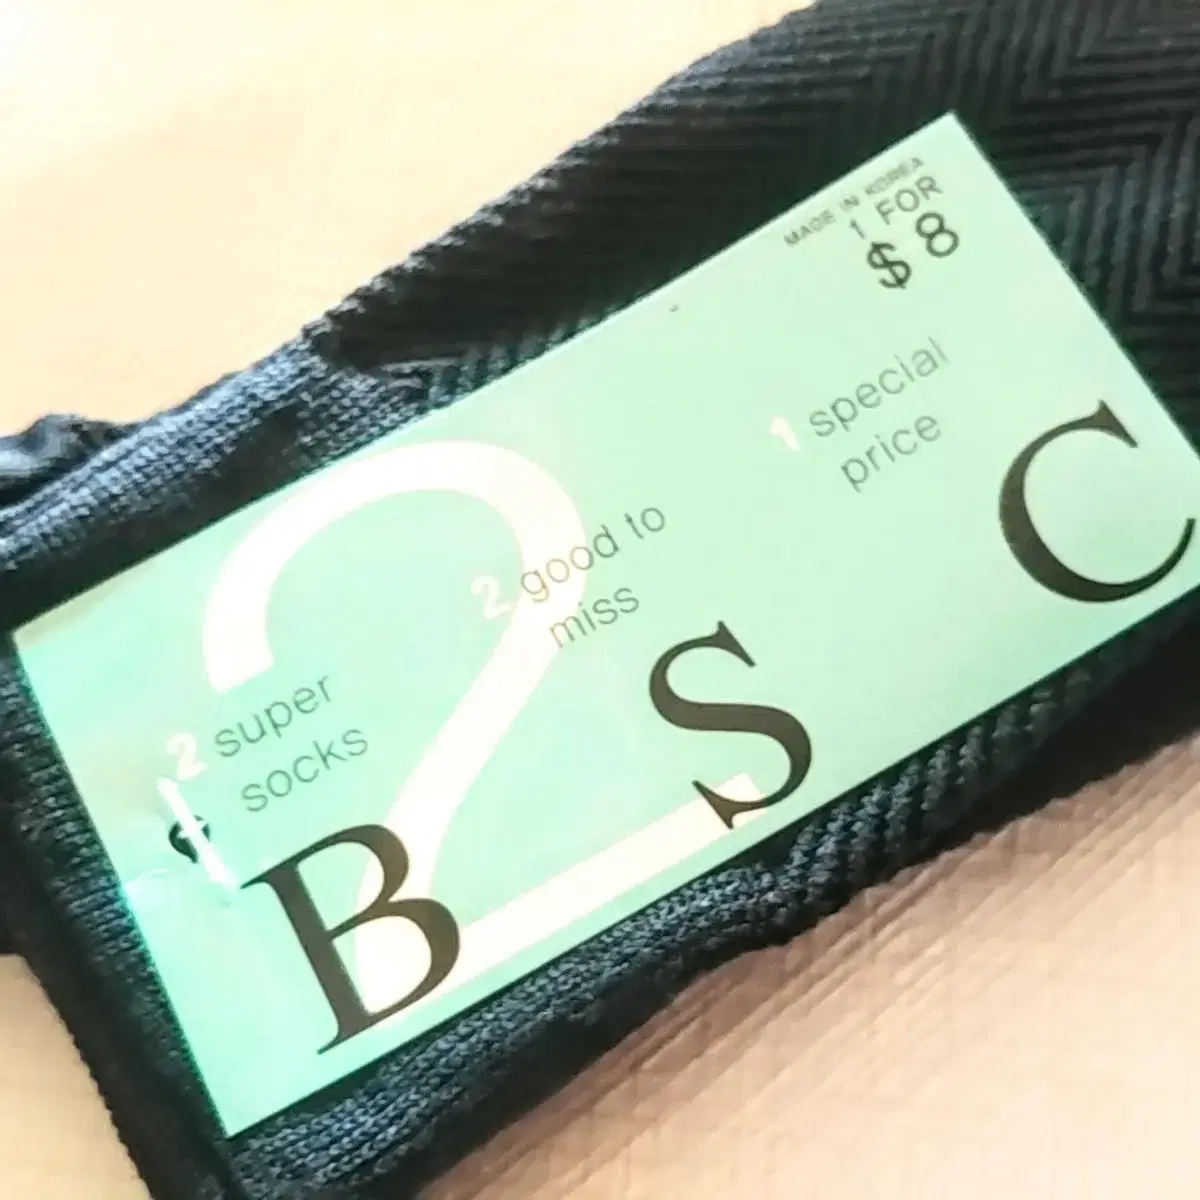 MADE IN KOREA
1 FOR
$8
1 special
price
2 good to
miss
2 super
socks
2
B S C